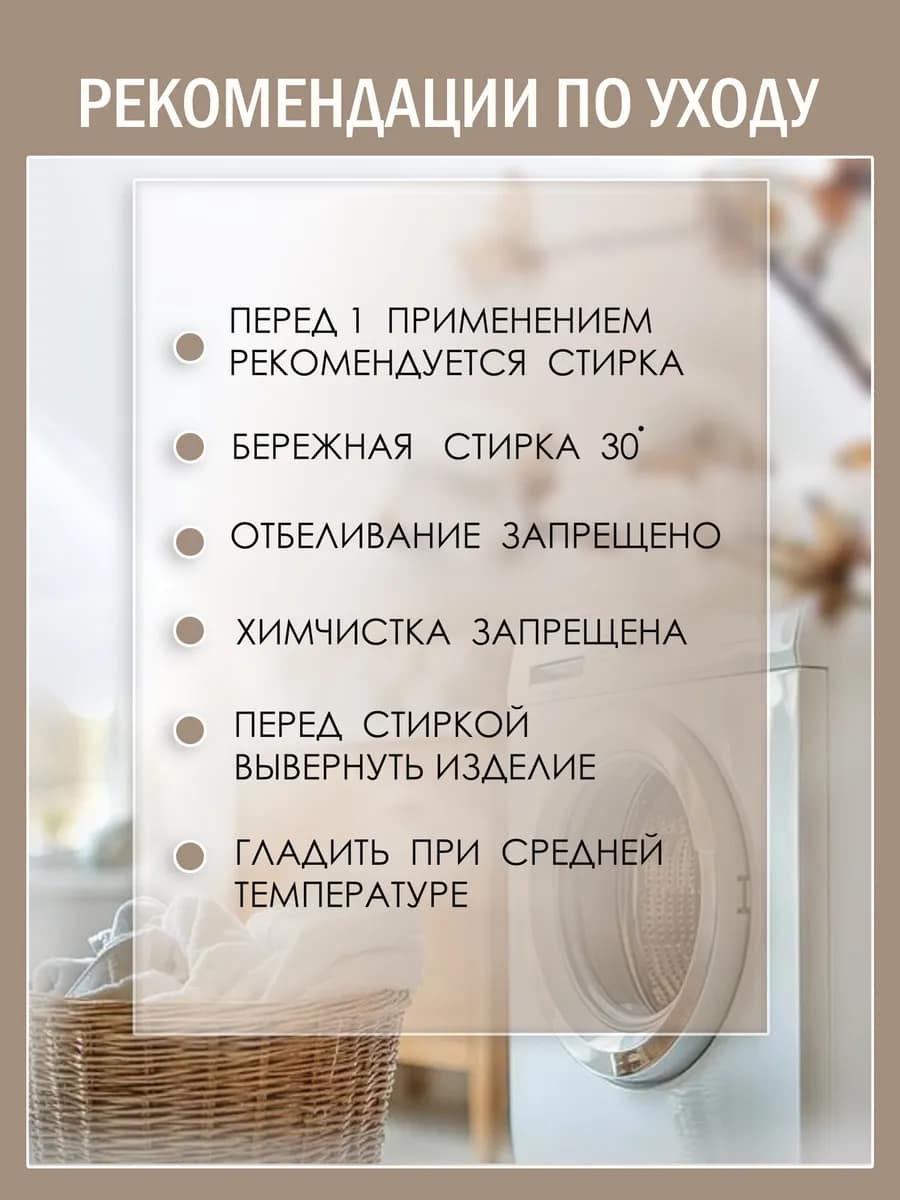 РЕКОМЕНДАЦИИ ПО УХОДУ
ПЕРЕД 1 ПРИМЕНЕНИЕМ
РЕКОМЕНДУЕТСЯ СТИРКА
БЕРЕЖНАЯ СТИРКА 30°
ОТБЕЛИВАНИЕ ЗАПРЕЩЕНО
ХИМЧИСТКА ЗАПРЕЩЕНА
ПЕРЕД СТИРКОЙ
ВЫВЕРНУТЬ ИЗДЕЛИЕ
ГЛАДИТЬ ПРИ СРЕДНЕЙ
ТЕМПЕРАТУРЕ